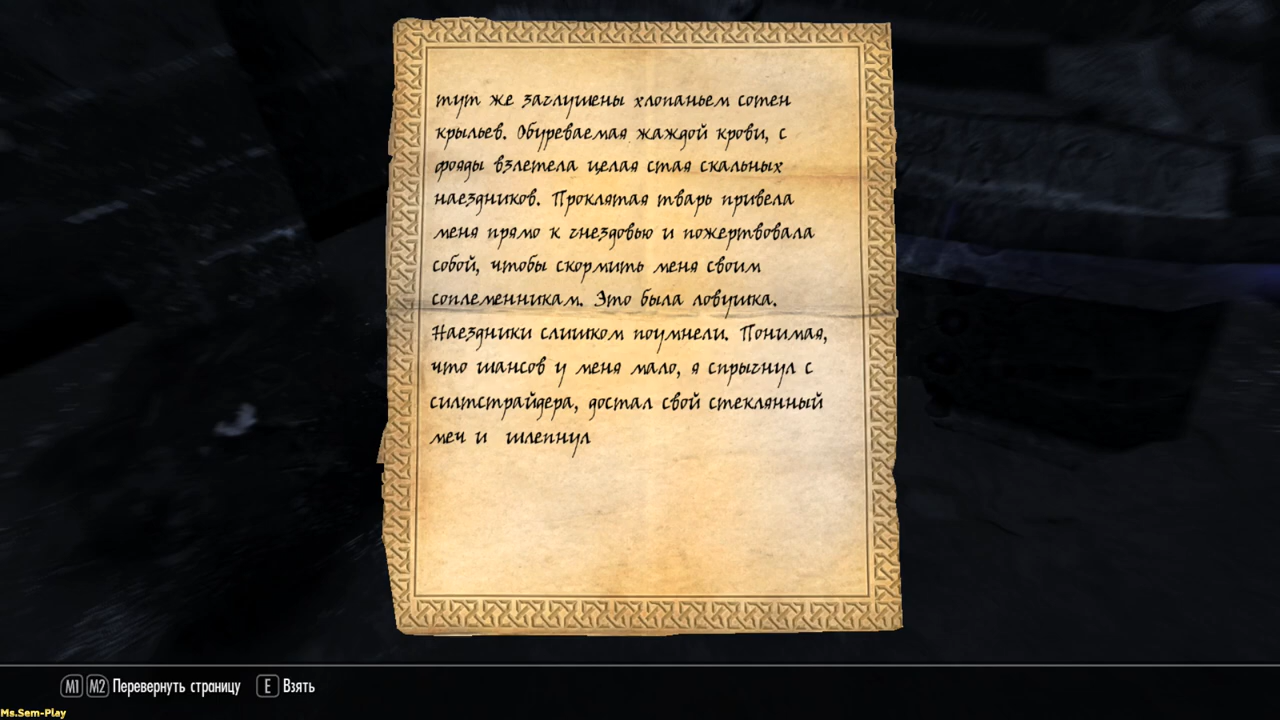 тут же заглушены хлопаньем сотен
крыльев. Обуреваемая жаждой крови, с
фояды взлетела целая стая скальных
наездников. Проклятая тварь привела
меня прямо к гнездовью и пожертвовала
собой, чтобы скормить меня своим
соплеменникам. Это была ловушка.
Наездники слишком поумнели. Понимая,
что шансов у меня мало, я спрыгнул с
силтстрайдера, достал свой стеклянный
меч и шлепнул
M1 M2 Перевернуть страницу E Взять
Ms.Sem-Play